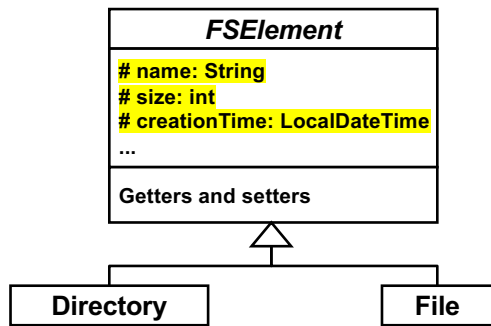 FSElement
# name: String
# size: int
# creationTime: LocalDateTime
...
Getters and setters
Directory
File